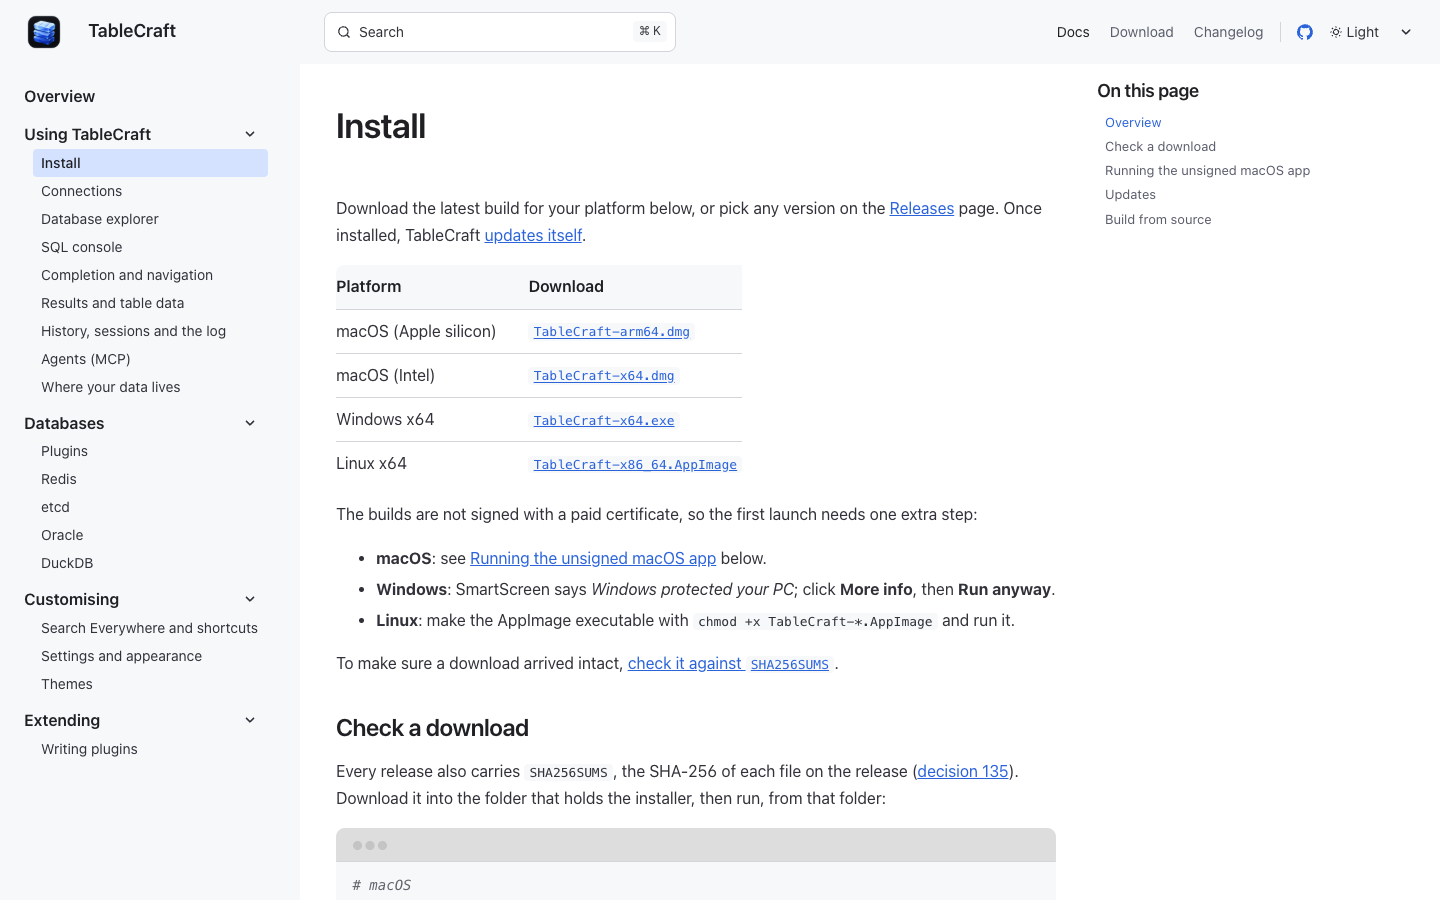 TableCraft
Search
⌘ K
Docs
Download
Changelog
Light
Overview
Using TableCraft
Install
Connections
Database explorer
SQL console
Completion and navigation
Results and table data
History, sessions and the log
Agents (MCP)
Where your data lives
Databases
Plugins
Redis
etcd
Oracle
DuckDB
Customising
Search Everywhere and shortcuts
Settings and appearance
Themes
Extending
Writing plugins
Install
Download the latest build for your platform below, or pick any version on the Releases page. Once
installed, TableCraft updates itself.
Platform Download
macOS (Apple silicon) TableCraft-arm64.dmg
macOS (Intel) TableCraft-x64.dmg
Windows x64 TableCraft-x64.exe
Linux x64 TableCraft-x86_64.AppImage
The builds are not signed with a paid certificate, so the first launch needs one extra step:
• macOS: see Running the unsigned macOS app below.
• Windows: SmartScreen says Windows protected your PC; click More info, then Run anyway.
• Linux: make the AppImage executable with chmod +x TableCraft-*.AppImage and run it.
To make sure a download arrived intact, check it against SHA256SUMS .
Check a download
Every release also carries SHA256SUMS , the SHA-256 of each file on the release (decision 135).
Download it into the folder that holds the installer, then run, from that folder:
# macOS
On this page
Overview
Check a download
Running the unsigned macOS app
Updates
Build from source